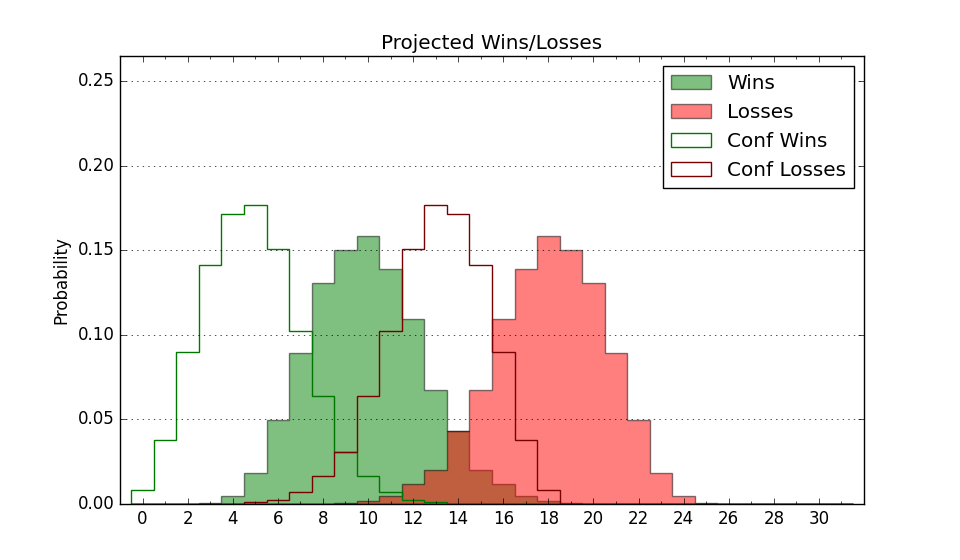 Projected Wins/Losses
0.25
0.20
0.15
0.10
0.05
0.00
Probability
Wins
Losses
Conf Wins
Conf Losses
0 2 4 6 8 10 12 14 16 18 20 22 24 26 28 30